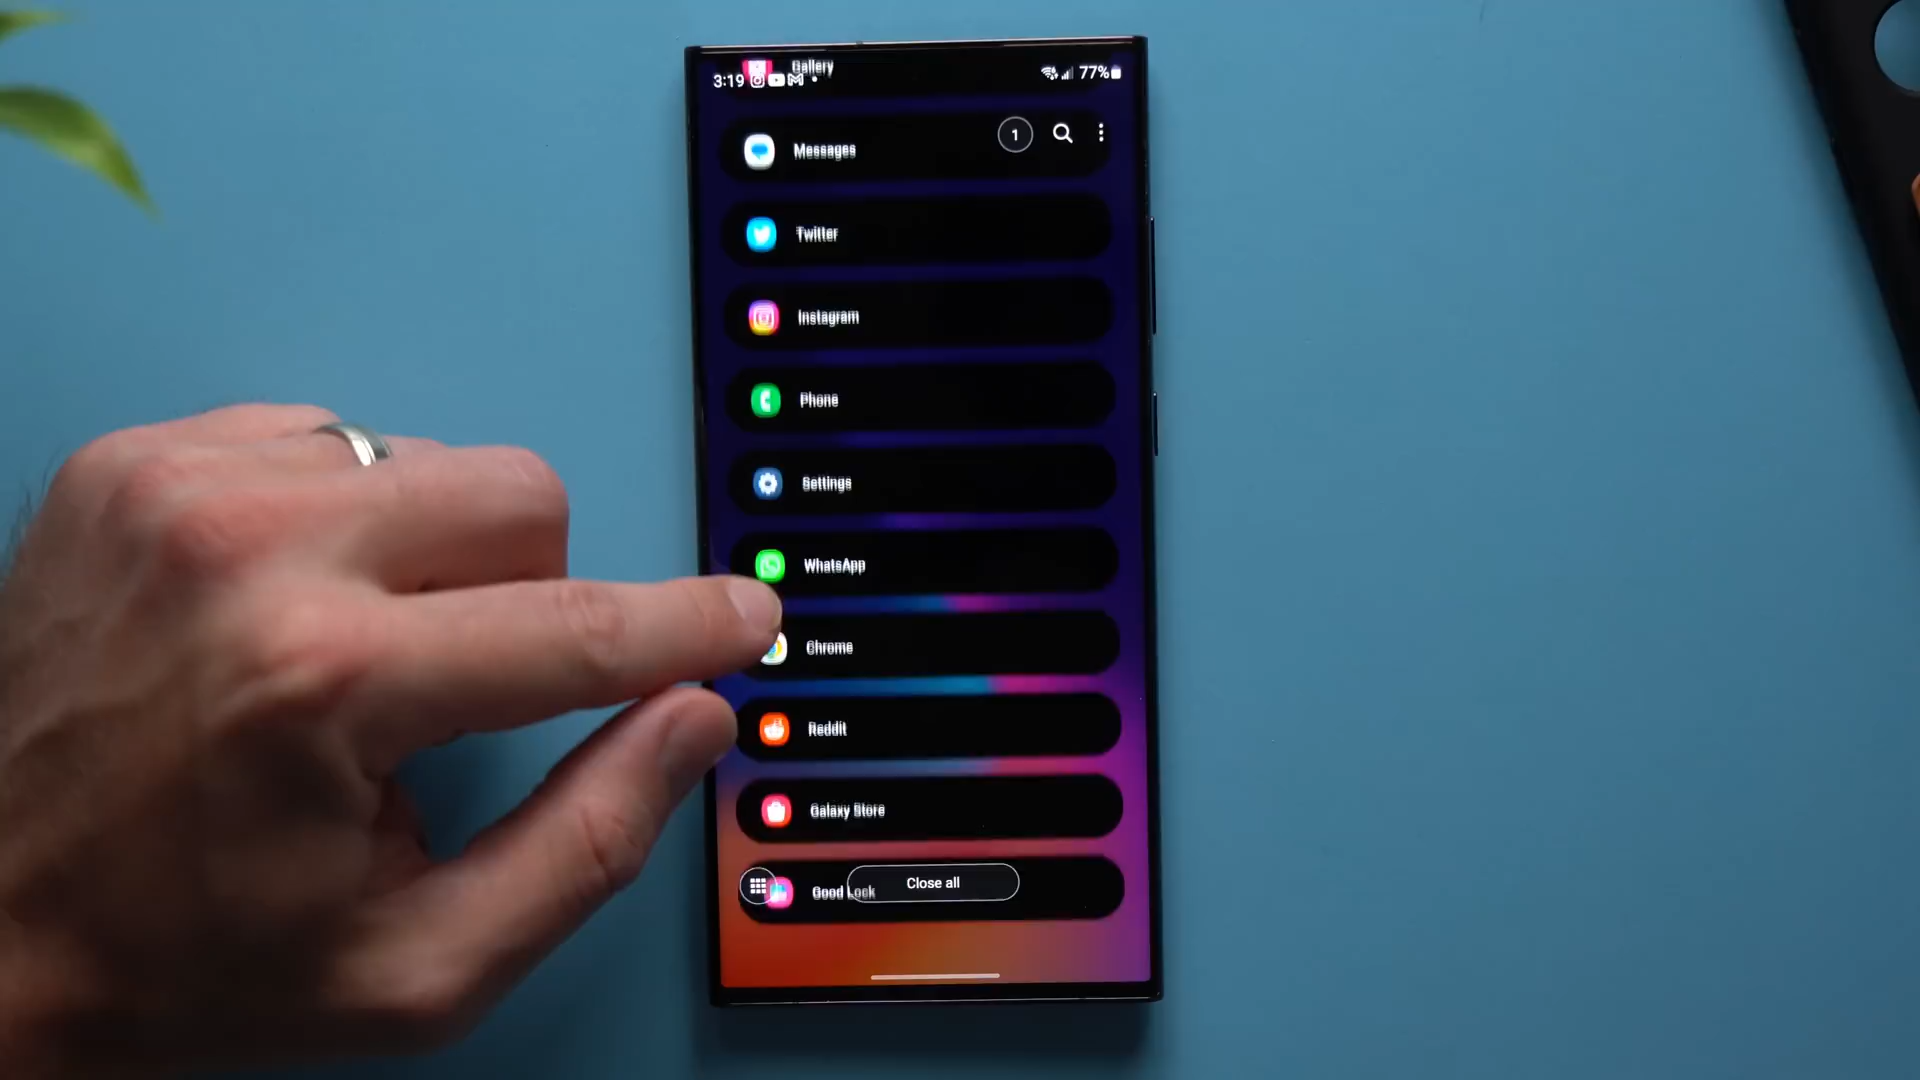 Gallery
3:19
77%
Messages
1
Twitter
Instagram
Phone
Settings
WhatsApp
Chrome
Reddit
Galaxy Store
Good Lock
Close all